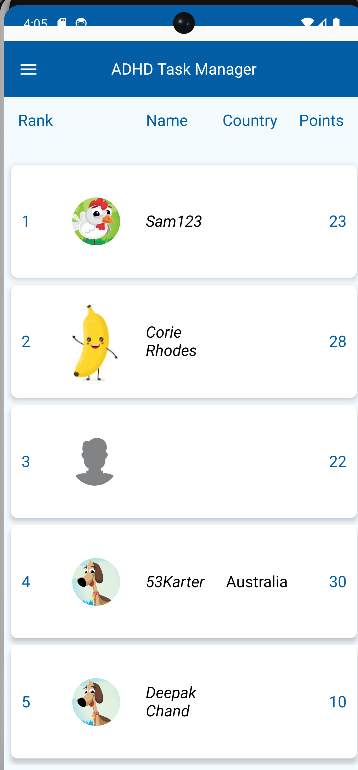 4:05
ADHD Task Manager
Rank Name Country Points
1 Sam123 23
2 Corie
Rhodes 28
3 22
4 53Karter Australia 30
5 Deepak
Chand 10